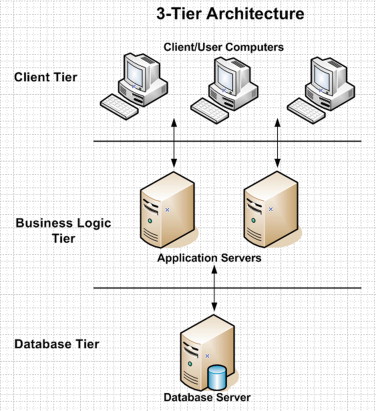 3-Tier Architecture
Client/User Computers
Client Tier
Business Logic
Tier
Application Servers
Database Tier
Database Server